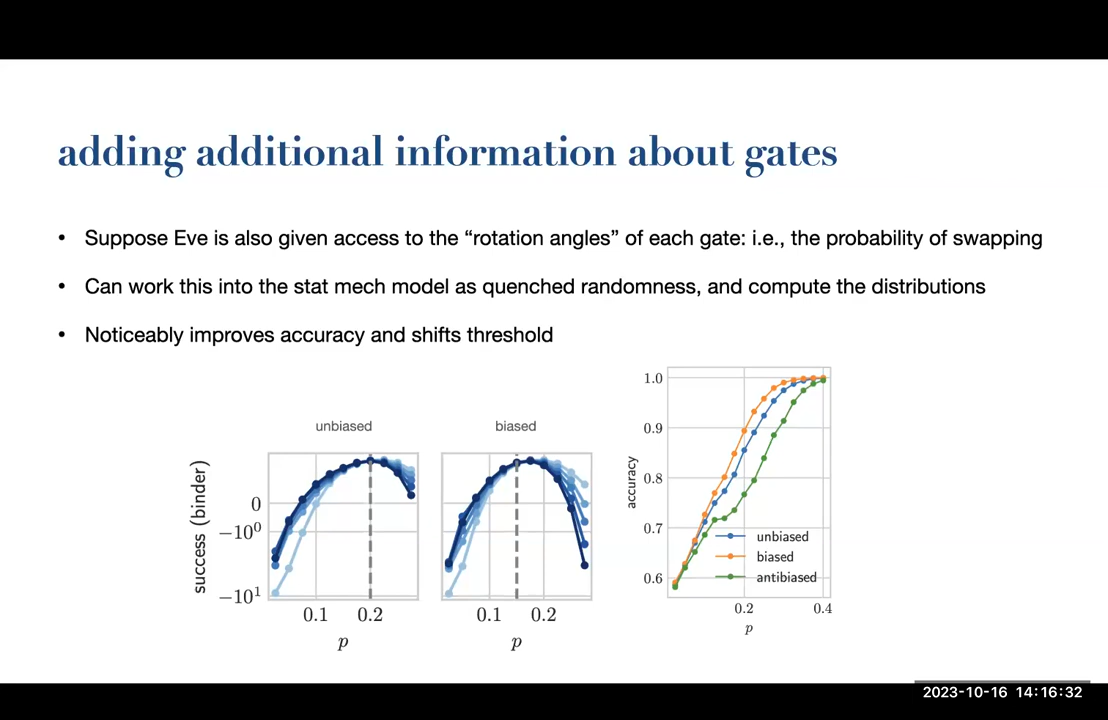 adding additional information about gates
• Suppose Eve is also given access to the “rotation angles” of each gate: i.e., the probability of swapping
• Can work this into the stat mech model as quenched randomness, and compute the distributions
• Noticeably improves accuracy and shifts threshold
unbiased
biased
success (binder)
0
−10⁰
−10¹
0.1 0.2
p
0.1 0.2
p
accuracy
1.0
0.9
0.8
0.7
0.6
unbiased
biased
antibiased
0.2 0.4
p
2023-10-16 14:16:32